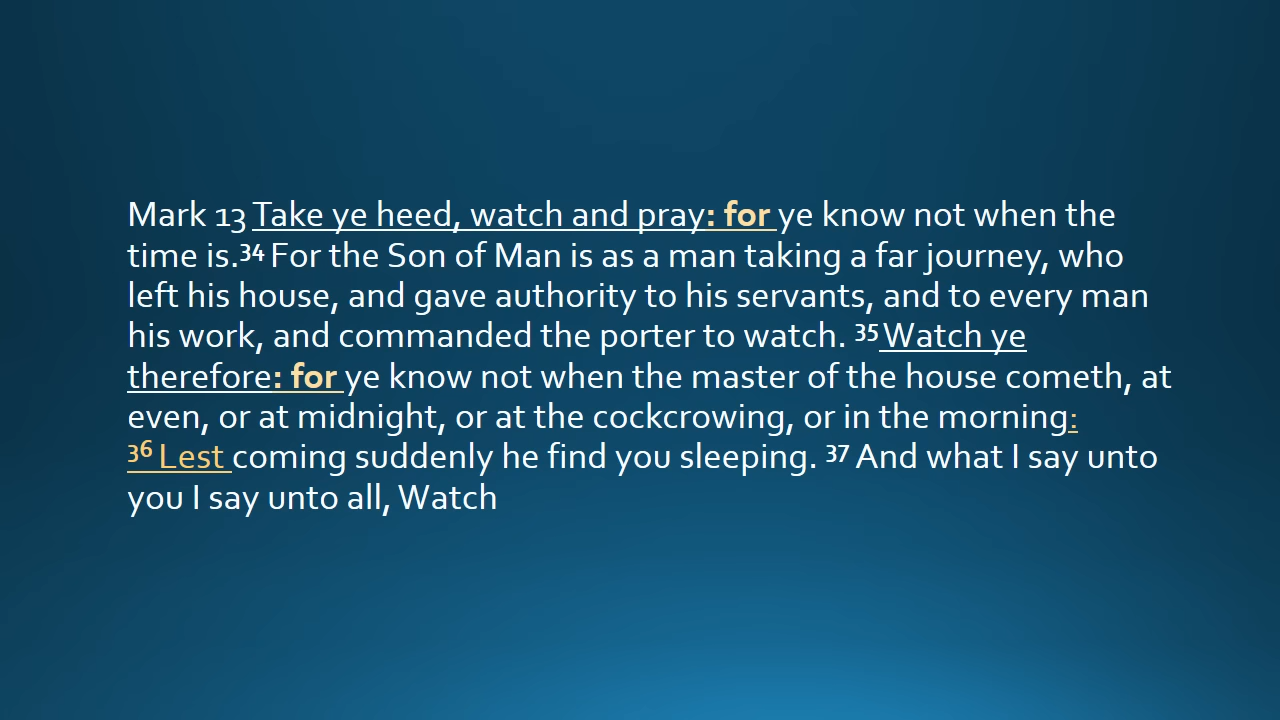 Mark 13 Take ye heed, watch and pray: for ye know not when the
time is.34 For the Son of Man is as a man taking a far journey, who
left his house, and gave authority to his servants, and to every man
his work, and commanded the porter to watch. 35 Watch ye
therefore: for ye know not when the master of the house cometh, at
even, or at midnight, or at the cockcrowing, or in the morning:
36 Lest coming suddenly he find you sleeping. 37 And what I say unto
you I say unto all, Watch